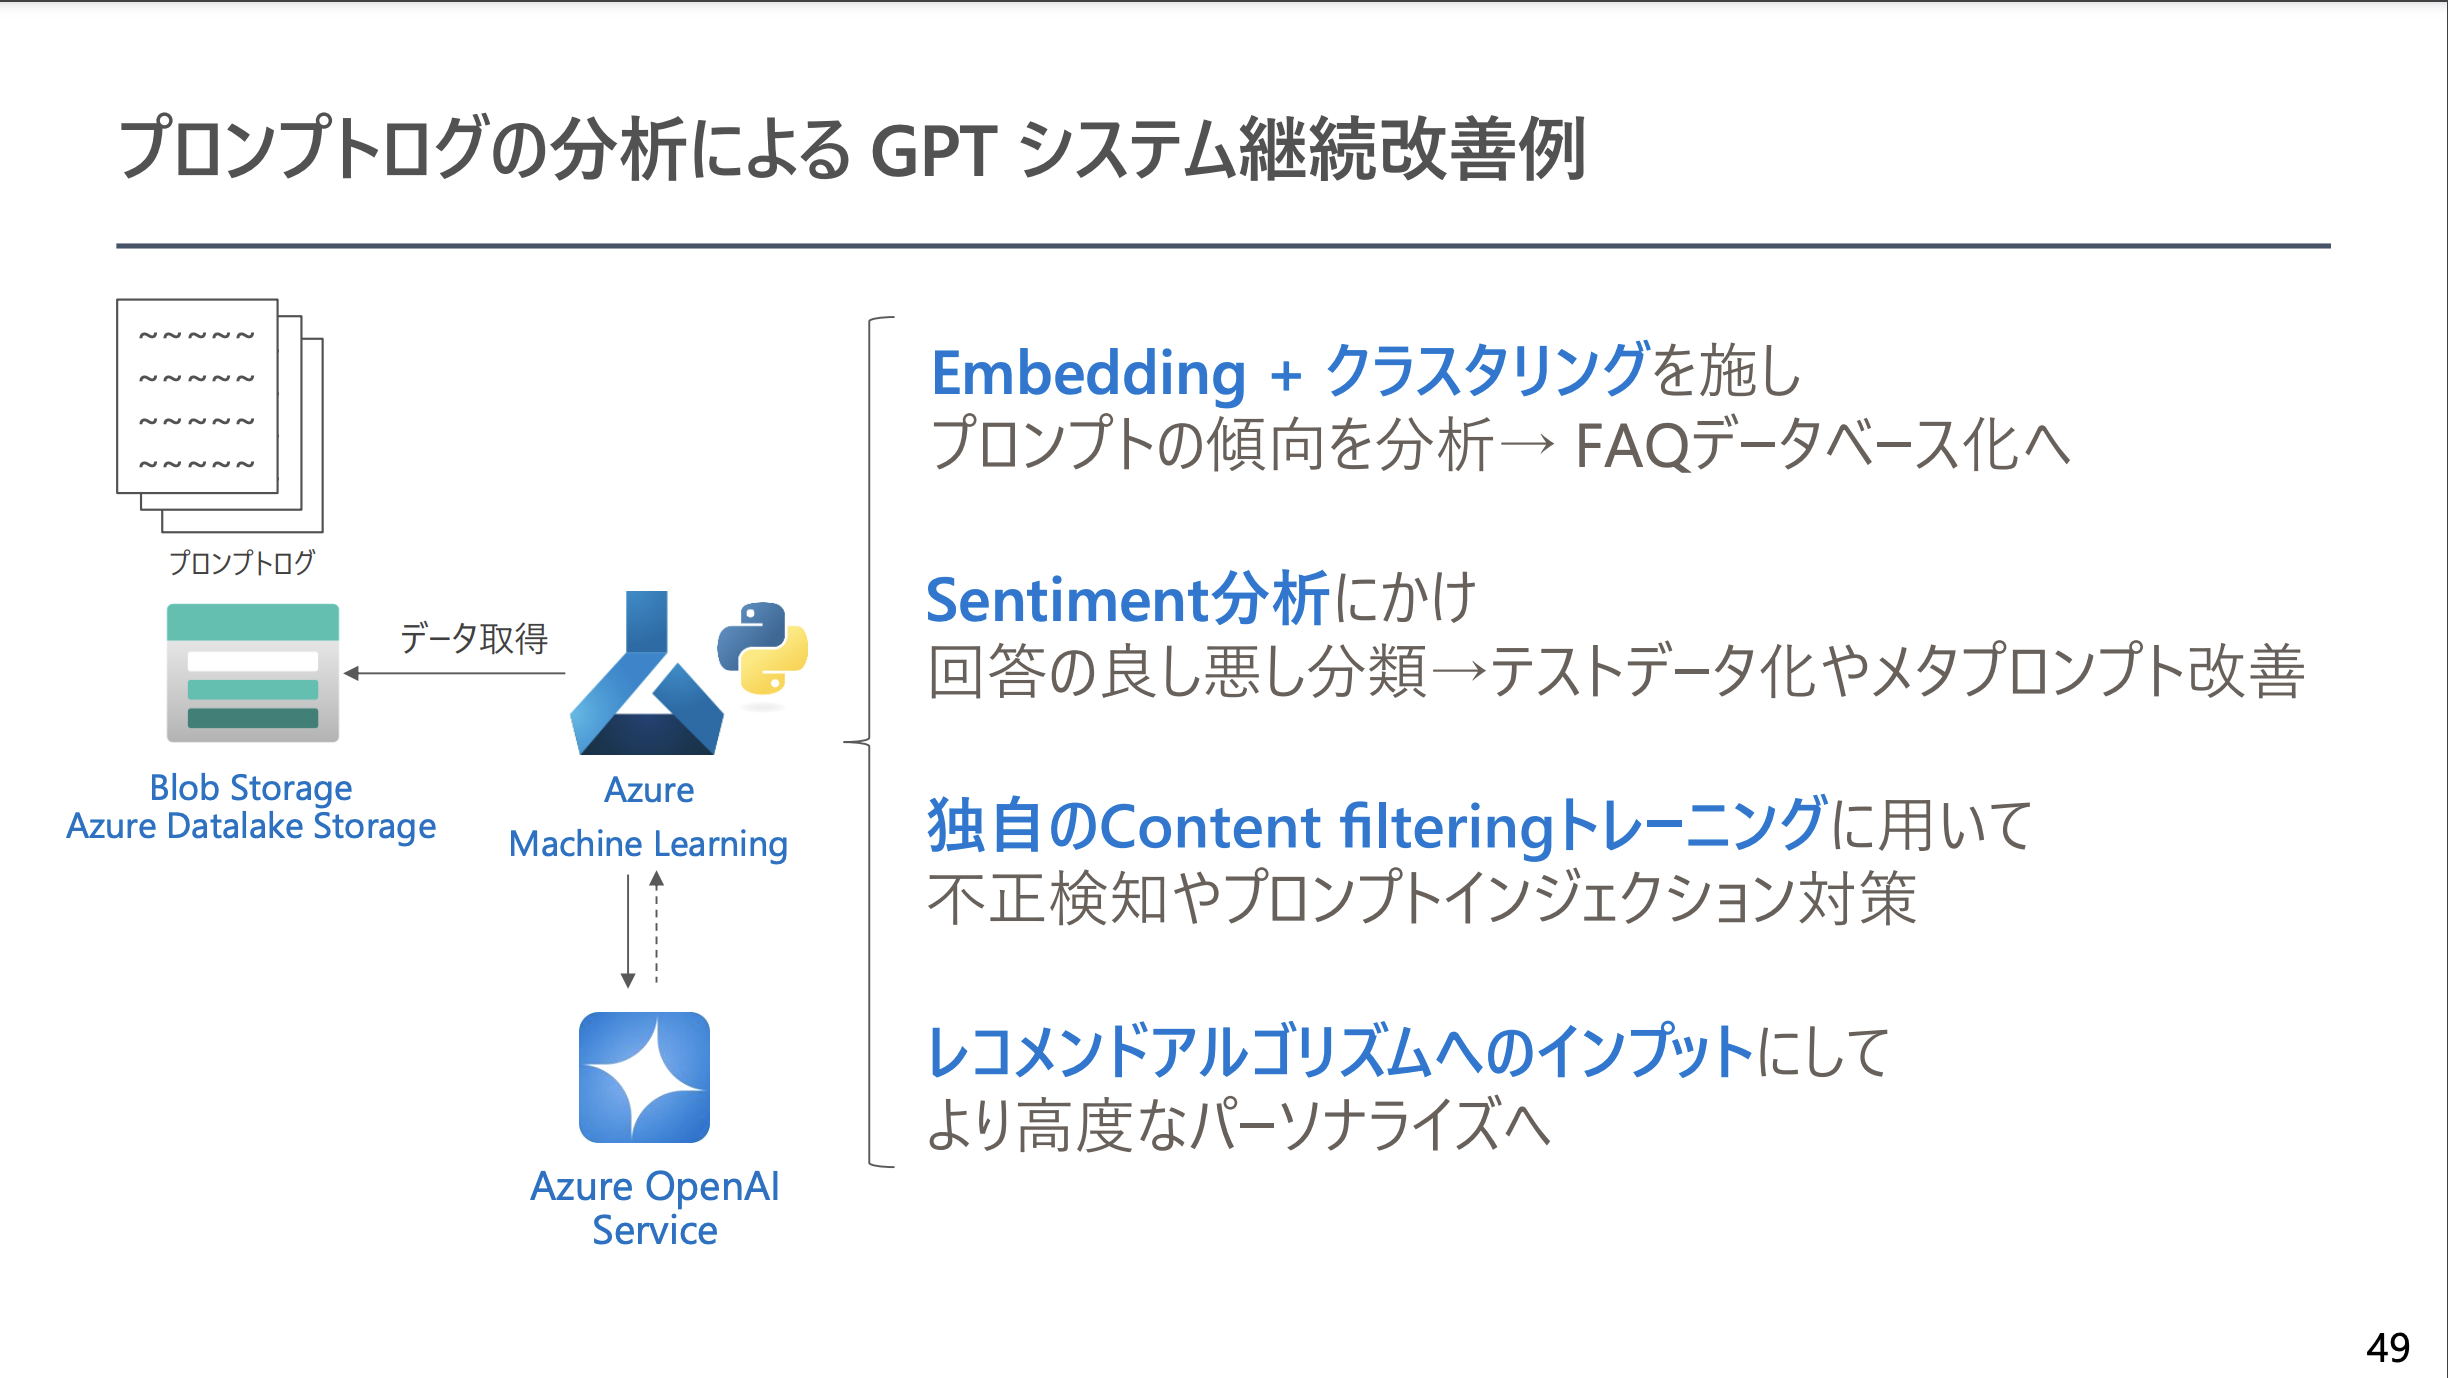 プロンプトログの分析による GPT システム継続改善例
~~~~~
~~~~~
~~~~~
~~~~~
プロンプトログ
データ取得
Blob Storage
Azure Datalake Storage
Azure
Machine Learning
Azure OpenAI
Service
Embedding + クラスタリングを施し
プロンプトの傾向を分析→ FAQデータベース化へ
Sentiment分析にかけ
回答の良し悪し分類→テストデータ化やメタプロンプト改善
独自のContent filteringトレーニングに用いて
不正検知やプロンプトインジェクション対策
レコメンドアルゴリズムへのインプットにして
より高度なパーソナライズへ
49